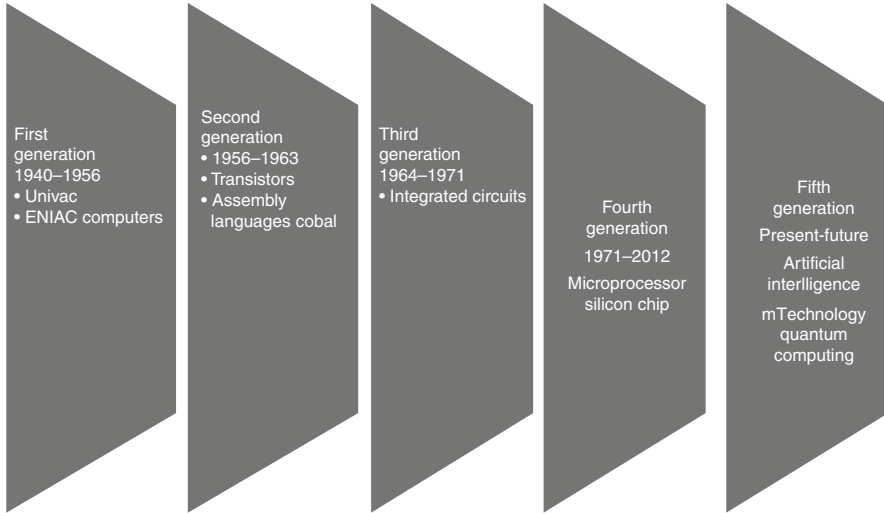 First
generation
1940–1956
• Univac
• ENIAC computers
Second
generation
• 1956–1963
• Transistors
• Assembly
languages cobal
Third
generation
1964–1971
• Integrated circuits
Fourth
generation
1971–2012
Microprocessor
silicon chip
Fifth
generation
Present-future
Artificial
interlligence
mTechnology
quantum
computing